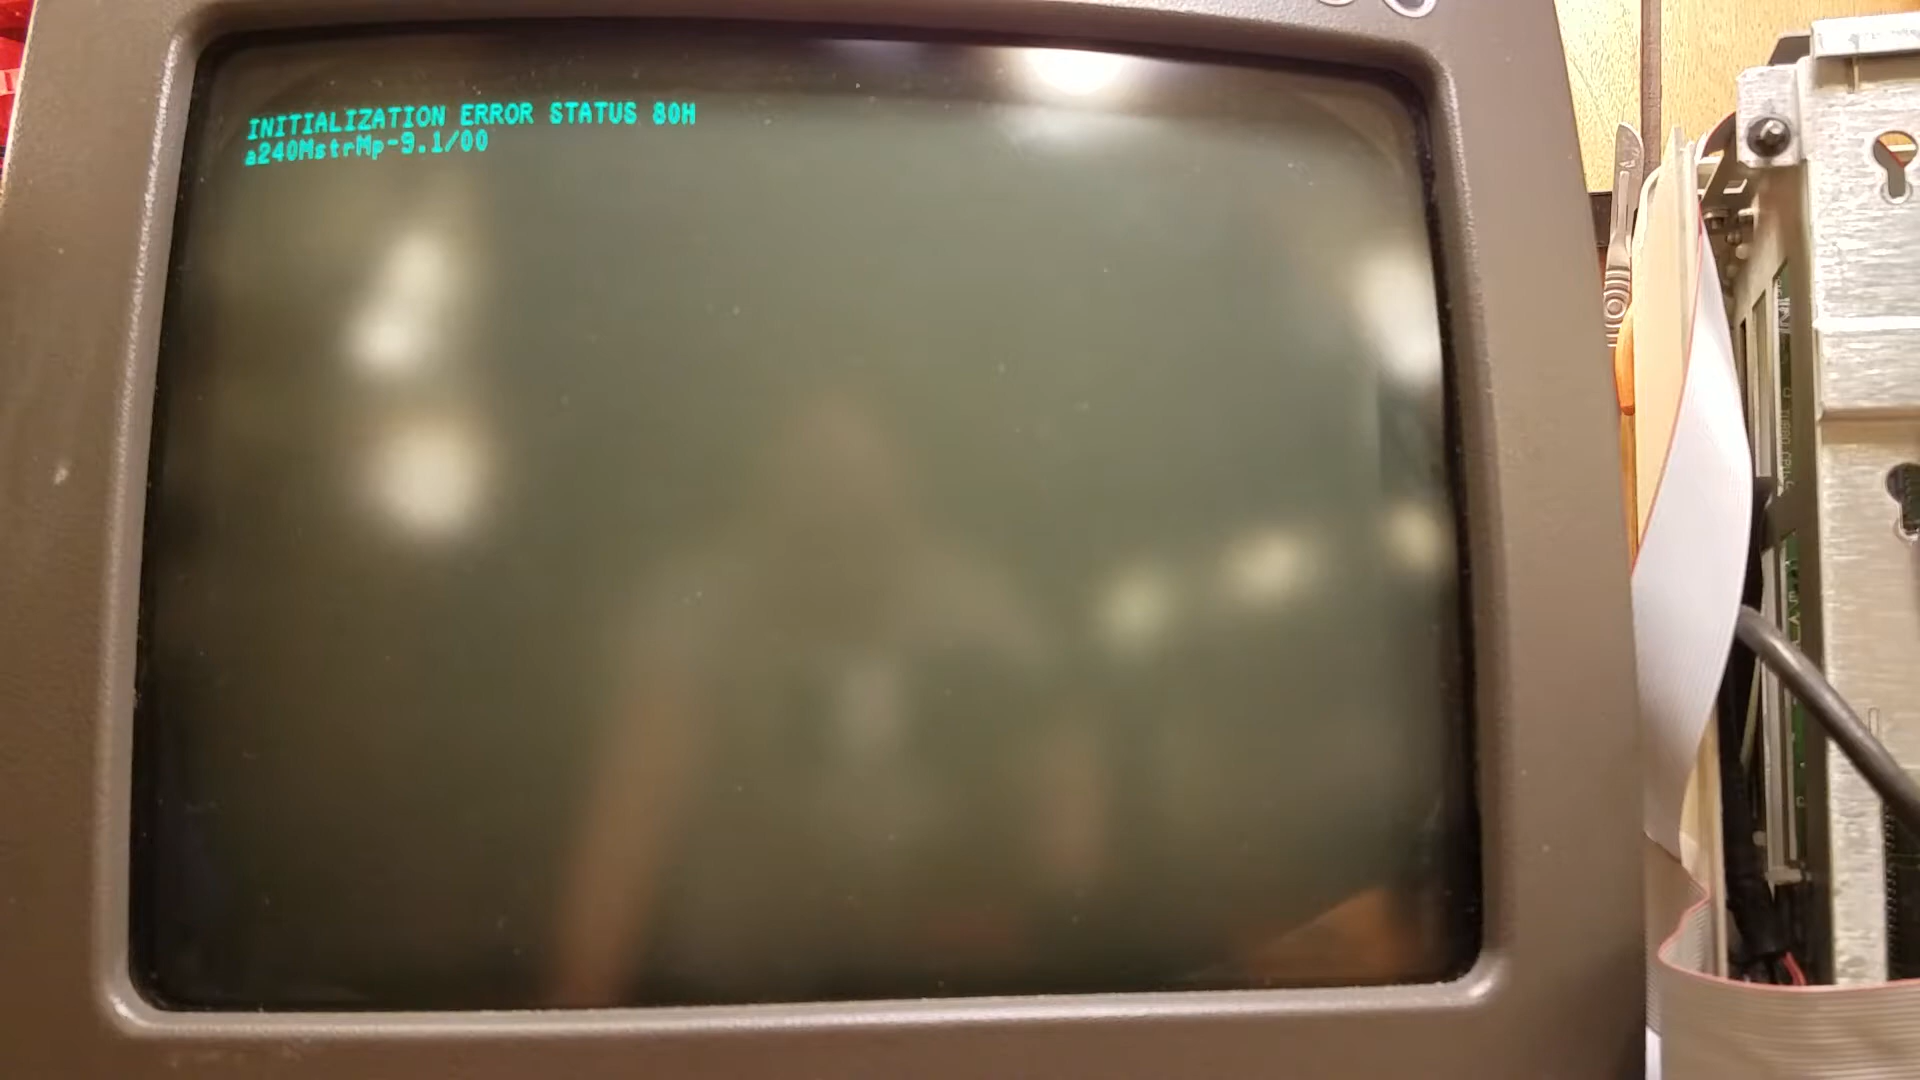 INITIALIZATION ERROR STATUS 80H
a240MstrMp-9.1/00